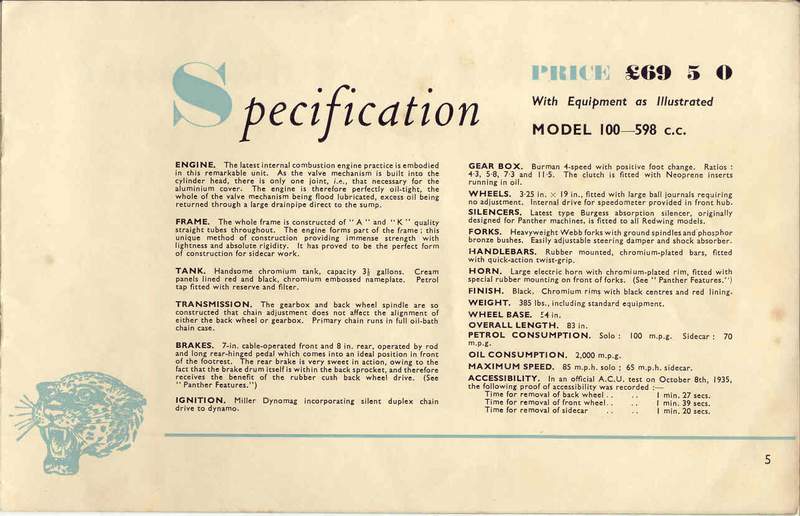 Specification
PRICE £69 5 0
With Equipment as Illustrated
MODEL 100—598 c.c.
ENGINE. The latest internal combustion engine practice is embodied
in this remarkable unit. As the valve mechanism is built into the
cylinder head, there is only one joint, i.e., that necessary for the
aluminium cover. The engine is therefore perfectly oil-tight, the
whole of the valve mechanism being flood lubricated, excess oil being
returned through a large drainpipe direct to the sump.
FRAME. The whole frame is constructed of "A" and "K" quality
straight tubes throughout. The engine forms part of the frame; this
unique method of construction providing immense strength with
lightness and absolute rigidity. It has proved to be the perfect form
of construction for sidecar work.
TANK. Handsome chromium tank, capacity 3½ gallons. Cream
panels lined red and black, chromium embossed nameplate. Petrol
tap fitted with reserve and filter.
TRANSMISSION. The gearbox and back wheel spindle are so
constructed that chain adjustment does not affect the alignment of
either the back wheel or gearbox. Primary chain runs in full oil-bath
chain case.
BRAKES. 7-in. cable-operated front and 8 in. rear, operated by rod
and long rear-hinged pedal which comes into an ideal position in front
of the footrest. The rear brake is very sweet in action, owing to the
fact that the brake drum itself is within the back sprocket, and therefore
receives the benefit of the rubber cush back wheel drive. (See
"Panther Features.")
IGNITION. Miller Dynomag incorporating silent duplex chain
drive to dynamo.
GEAR BOX. Burman 4-speed with positive foot change. Ratios :
4·3, 5·8, 7·3 and 11·5. The clutch is fitted with Neoprene inserts
running in oil.
WHEELS. 3·25 in. × 19 in., fitted with large ball journals requiring
no adjustment. Internal drive for speedometer provided in front hub.
SILENCERS. Latest type Burgess absorption silencer, originally
designed for Panther machines, is fitted to all Redwing models.
FORKS. Heavyweight Webb forks with ground spindles and phosphor
bronze bushes. Easily adjustable steering damper and shock absorber.
HANDLEBARS. Rubber mounted, chromium-plated bars, fitted
with quick-action twist-grip.
HORN. Large electric horn with chromium-plated rim, fitted with
special rubber mounting on front of forks. (See "Panther Features.")
FINISH. Black. Chromium rims with black centres and red lining.
WEIGHT. 385 lbs., including standard equipment.
WHEEL BASE. 54 in.
OVERALL LENGTH. 83 in.
PETROL CONSUMPTION. Solo : 100 m.p.g. Sidecar : 70
m.p.g.
OIL CONSUMPTION. 2,000 m.p.g.
MAXIMUM SPEED. 85 m.p.h. solo ; 65 m.p.h. sidecar.
ACCESSIBILITY. In an official A.C.U. test on October 8th, 1935,
the following proof of accessibility was recorded :—
Time for removal of back wheel .. .. 1 min. 27 secs.
Time for removal of front wheel .. .. 1 min. 39 secs.
Time for removal of sidecar .. 1 min. 20 secs.
5